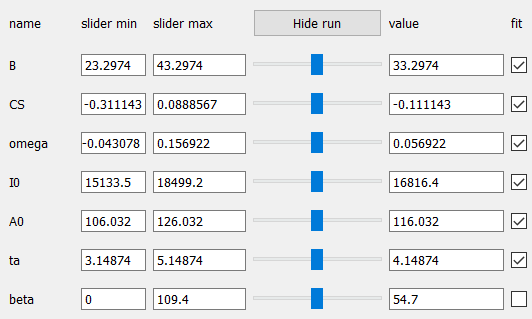 name slider min slider max Hide run value fit
B 23.2974 43.2974 33.2974
CS -0.311143 0.0888567 -0.111143
omega -0.043078 0.156922 0.056922
I0 15133.5 18499.2 16816.4
A0 106.032 126.032 116.032
ta 3.14874 5.14874 4.14874
beta 0 109.4 54.7